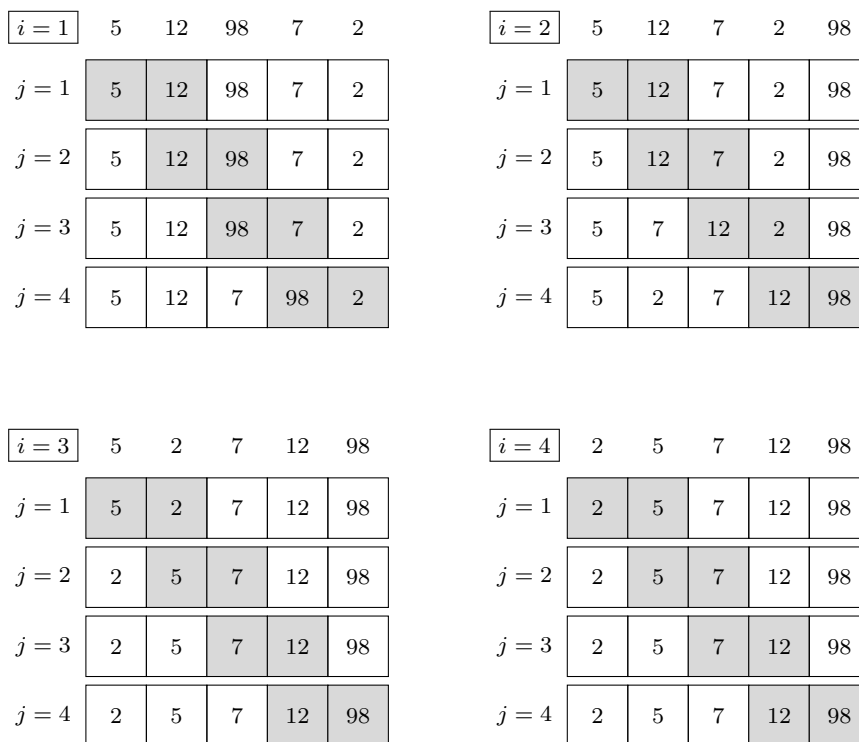 i = 1 5 12 98 7 2
j = 1 5 12 98 7 2
j = 2 5 12 98 7 2
j = 3 5 12 98 7 2
j = 4 5 12 7 98 2
i = 2 5 12 7 2 98
j = 1 5 12 7 2 98
j = 2 5 12 7 2 98
j = 3 5 7 12 2 98
j = 4 5 2 7 12 98
i = 3 5 2 7 12 98
j = 1 5 2 7 12 98
j = 2 2 5 7 12 98
j = 3 2 5 7 12 98
j = 4 2 5 7 12 98
i = 4 2 5 7 12 98
j = 1 2 5 7 12 98
j = 2 2 5 7 12 98
j = 3 2 5 7 12 98
j = 4 2 5 7 12 98